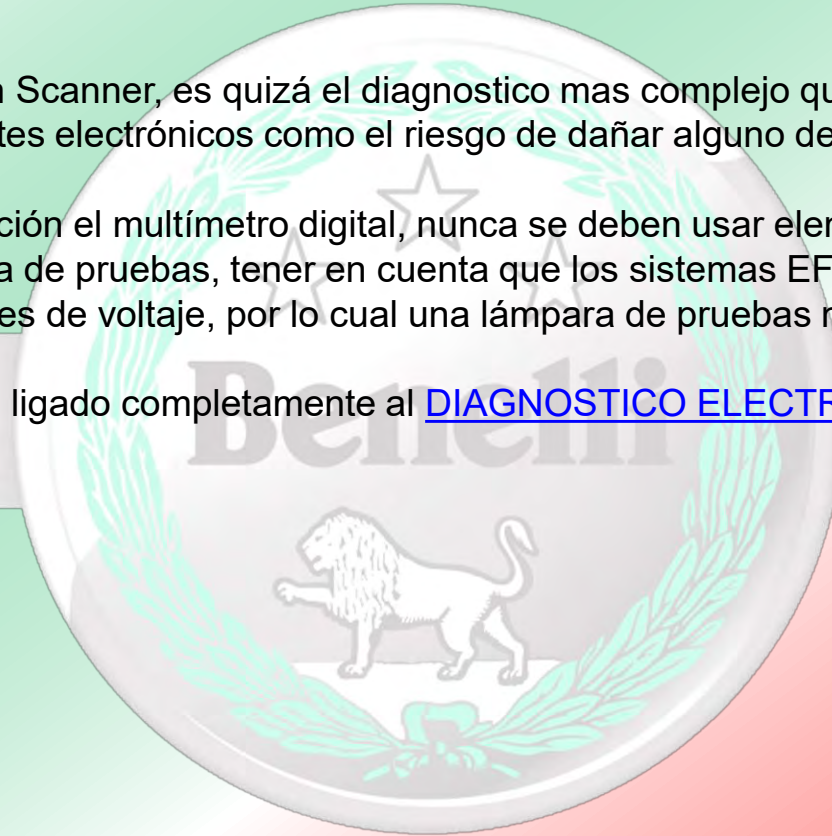 n Scanner, es quizá el diagnostico mas complejo qu
tes electrónicos como el riesgo de dañar alguno de
ción el multímetro digital, nunca se deben usar eler
a de pruebas, tener en cuenta que los sistemas EF
es de voltaje, por lo cual una lámpara de pruebas r
ligado completamente al DIAGNOSTICO ELECTR
Benelli